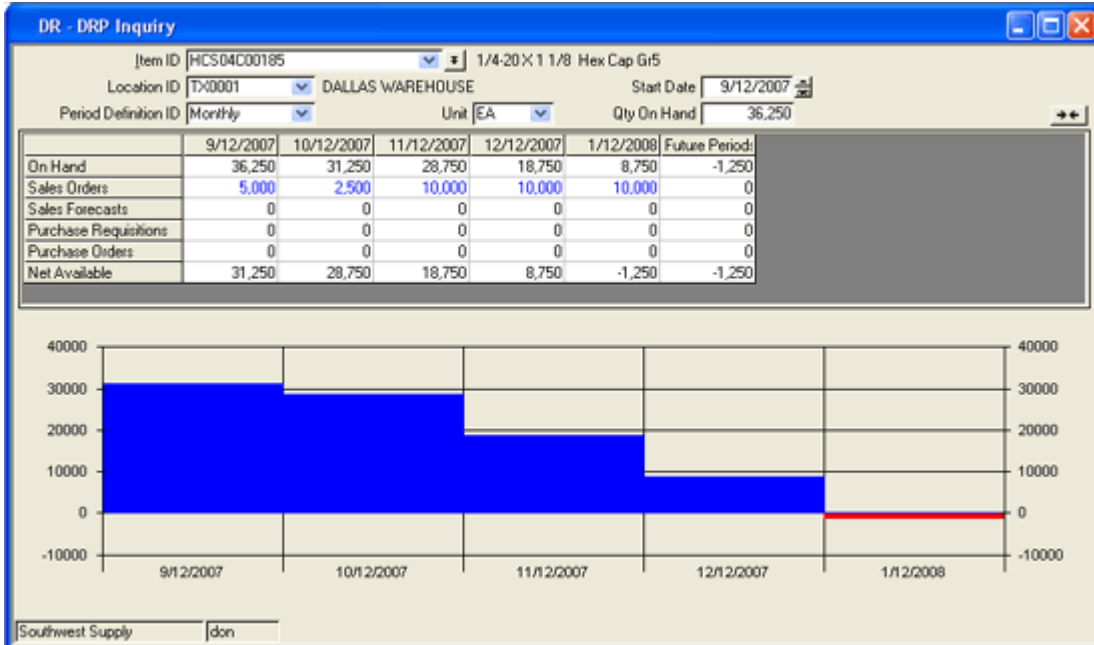 DR - DRP Inquiry
Item ID HCS04C00185 1/4-20 X 1 1/8 Hex Cap Gr5
Location ID TX0001 DALLAS WAREHOUSE Start Date 9/12/2007
Period Definition ID Monthly Unit EA Qty On Hand 36,250
9/12/2007 10/12/2007 11/12/2007 12/12/2007 1/12/2008 Future Periods
On Hand 36,250 31,250 28,750 18,750 8,750 -1,250
Sales Orders 5,000 2,500 10,000 10,000 10,000 0
Sales Forecasts 0 0 0 0 0 0
Purchase Requisitions 0 0 0 0 0 0
Purchase Orders 0 0 0 0 0 0
Net Available 31,250 28,750 18,750 8,750 -1,250 -1,250
40000 40000
30000 30000
20000 20000
10000 10000
0 0
-10000 -10000
9/12/2007 10/12/2007 11/12/2007 12/12/2007 1/12/2008
Southwest Supply don